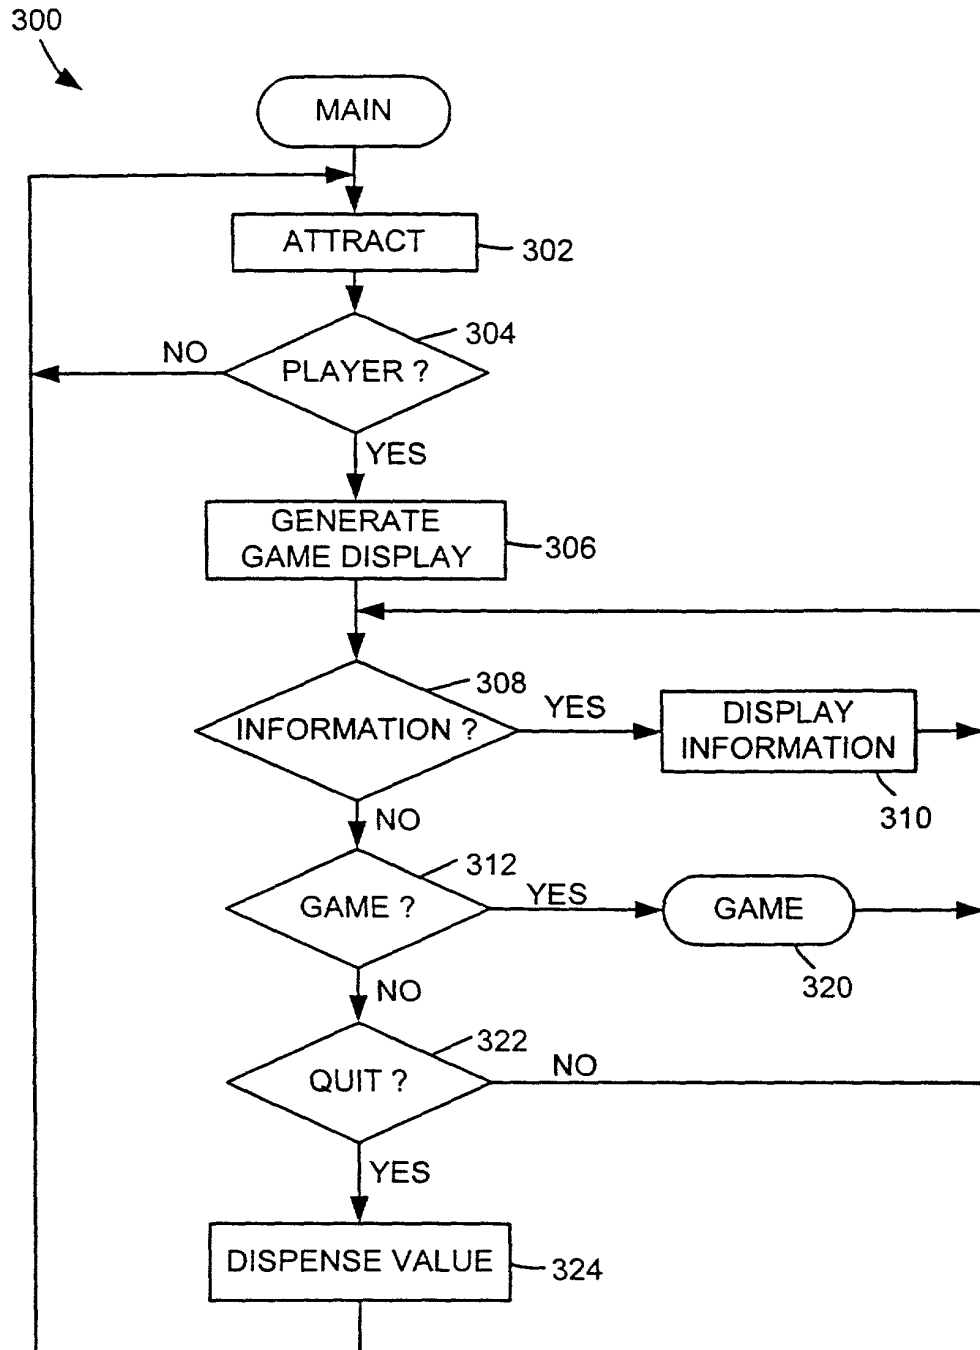 300
MAIN
ATTRACT
302
304
NO
PLAYER ?
YES
GENERATE
GAME DISPLAY
306
308
INFORMATION ?
YES
DISPLAY
INFORMATION
310
NO
312
GAME ?
YES
GAME
320
NO
322
QUIT ?
NO
YES
DISPENSE VALUE
324